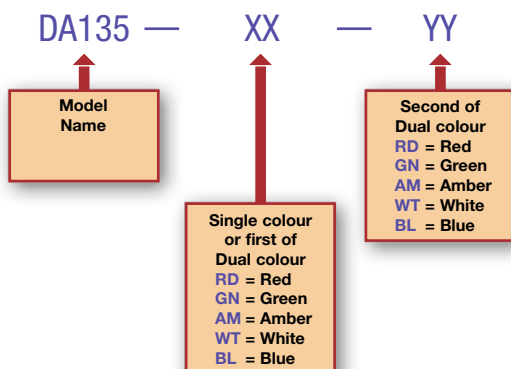 DA135 — XX — YY
Model
Name
Single colour
or first of
Dual colour
RD = Red
GN = Green
AM = Amber
WT = White
BL = Blue
Second of
Dual colour
RD = Red
GN = Green
AM = Amber
WT = White
BL = Blue